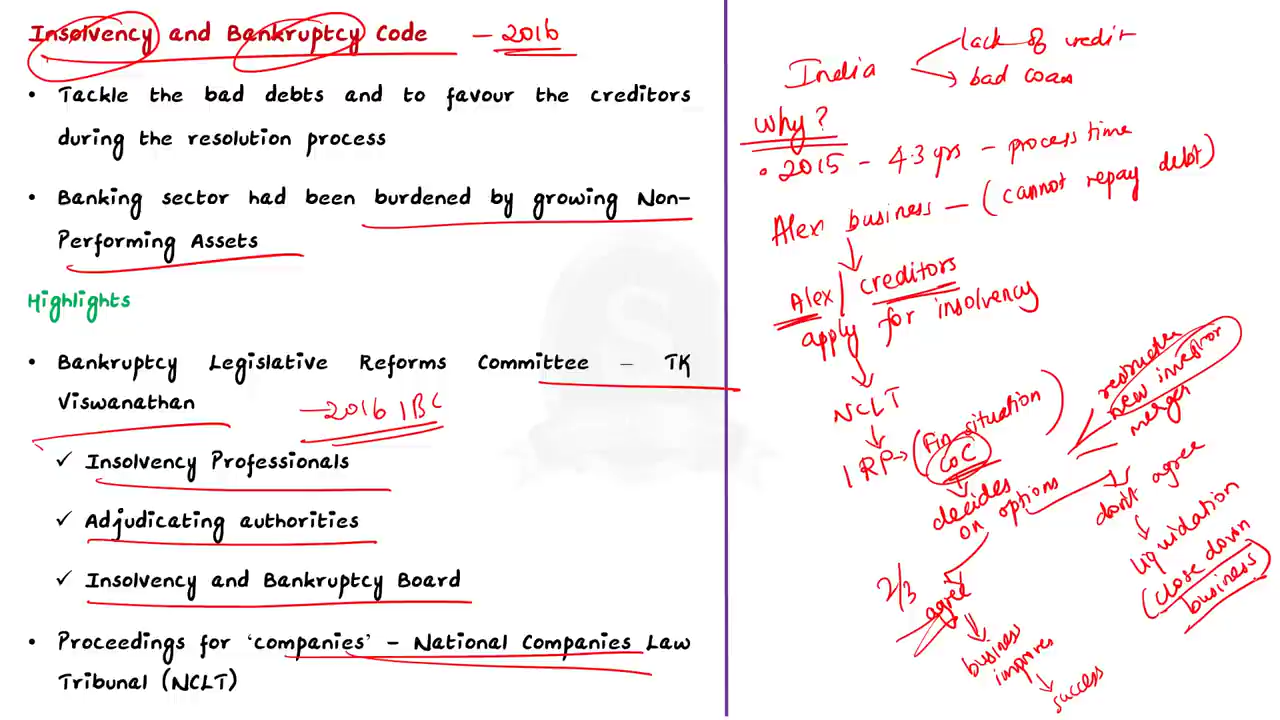 Insolvency and Bankruptcy Code - 2016
• Tackle the bad debts and to favour the creditors
during the resolution process
• Banking sector had been burdened by growing Non-
Performing Assets
Highlights
• Bankruptcy Legislative Reforms Committee – TK
Viswanathan → 2016 IBC
✓ Insolvency Professionals
✓ Adjudicating authorities
✓ Insolvency and Bankruptcy Board
• Proceedings for ‘companies’ – National Companies Law
Tribunal (NCLT)
lack of credit
India
bad loans
Why?
• 2015 - 4.3 yrs - process time
Alex business - (cannot repay debt)
Alex / creditors
apply for insolvency
NCLT
IRP → (Fin situation)
CoC
decides
on options
restructure
new investor
merger
don't agree
liquidation
(close down
business)
2/3
agree
business
improves
success